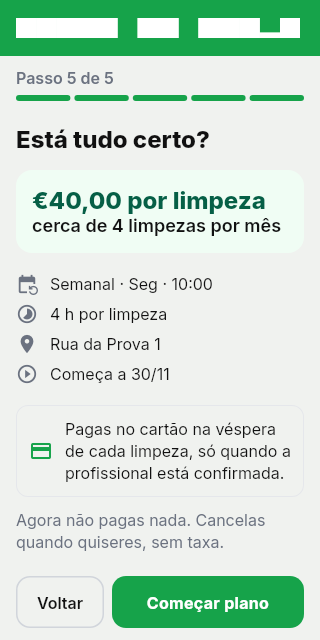 Passo 5 de 5
Está tudo certo?
€40,00 por limpeza
cerca de 4 limpezas por mês
Semanal · Seg · 10:00
4 h por limpeza
Rua da Prova 1
Começa a 30/11
Pagas no cartão na véspera
de cada limpeza, só quando a
profissional está confirmada.
Agora não pagas nada. Cancelas
quando quiseres, sem taxa.
Voltar
Começar plano